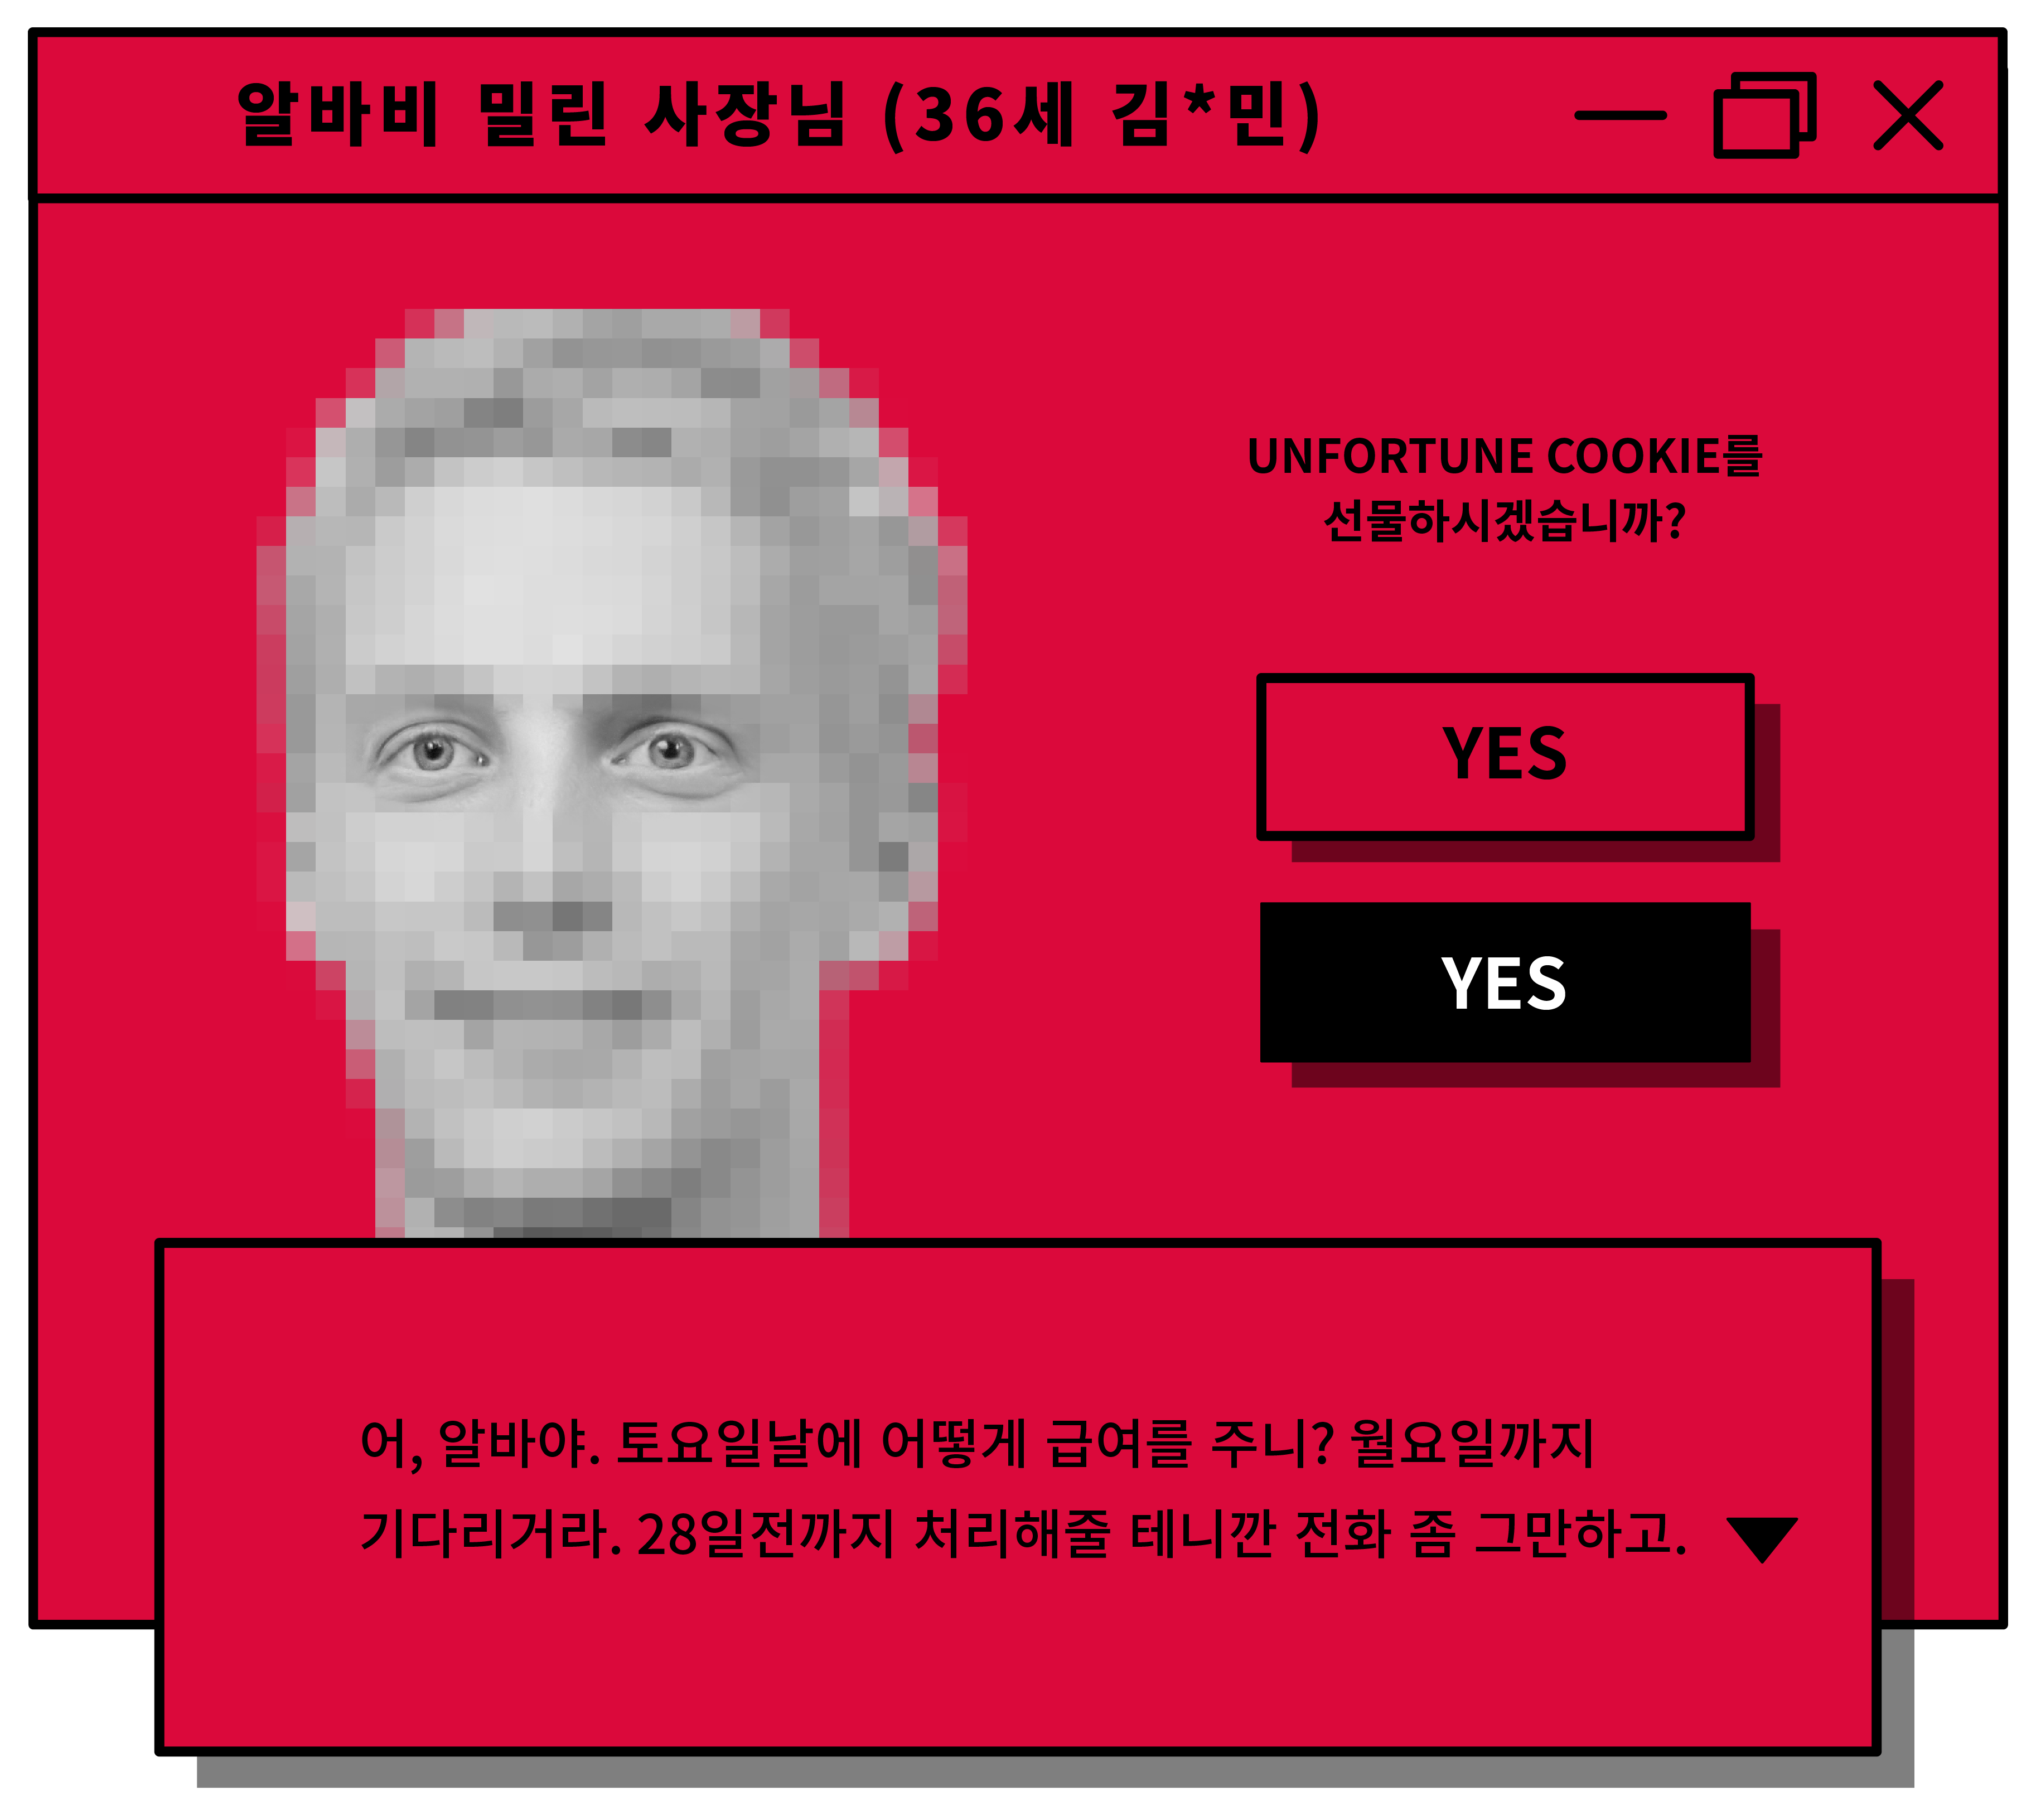 알바비 밀린 사장님 (36세 김*민)
UNFORTUNE COOKIE를
선물하시겠습니까?
YES
YES
어, 알바야. 토요일날에 어떻게 급여를 주니? 월요일까지
기다리거라. 28일전까지 처리해줄 테니깐 전화 좀 그만하고.